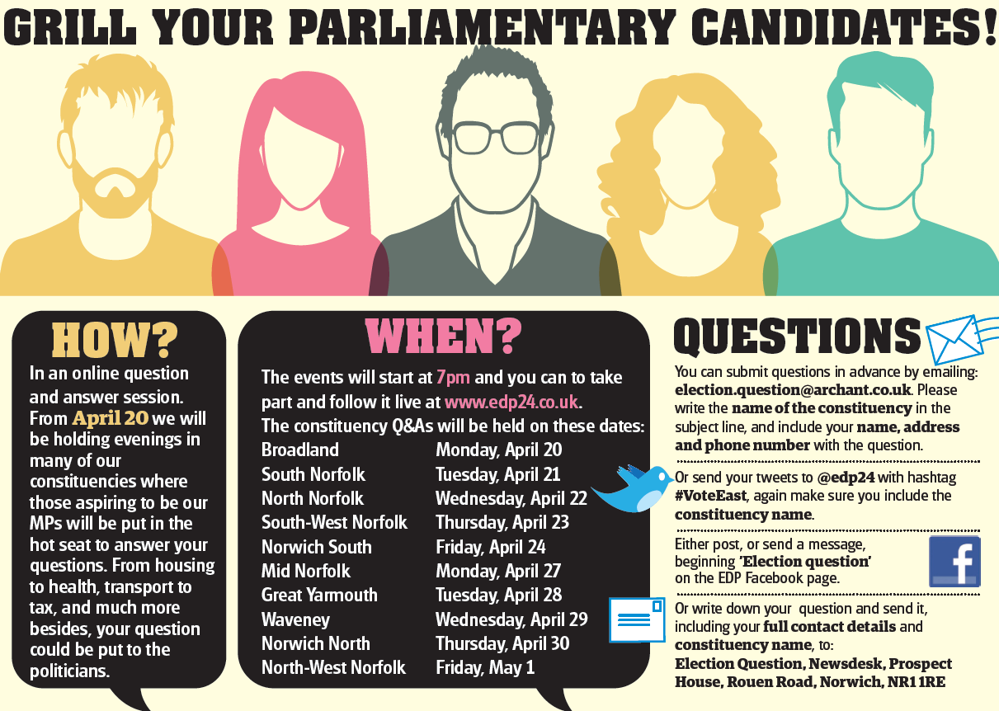 GRILL YOUR PARLIAMENTARY CANDIDATES!
HOW?
In an online question
and answer session.
From April 20 we will
be holding evenings in
many of our
constituencies where
those aspiring to be our
MPs will be put in the
hot seat to answer your
questions. From housing
to health, transport to
tax, and much more
besides, your question
could be put to the
politicians.
WHEN?
The events will start at 7pm and you can to take
part and follow it live at www.edp24.co.uk.
The constituency Q&As will be held on these dates:
Broadland Monday, April 20
South Norfolk Tuesday, April 21
North Norfolk Wednesday, April 22
South-West Norfolk Thursday, April 23
Norwich South Friday, April 24
Mid Norfolk Monday, April 27
Great Yarmouth Tuesday, April 28
Waveney Wednesday, April 29
Norwich North Thursday, April 30
North-West Norfolk Friday, May 1
QUESTIONS
You can submit questions in advance by emailing:
election.question@archant.co.uk. Please
write the name of the constituency in the
subject line, and include your name, address
and phone number with the question.
Or send your tweets to @edp24 with hashtag
#VoteEast, again make sure you include the
constituency name.
Either post, or send a message,
beginning 'Election question'
on the EDP Facebook page.
f
Or write down your question and send it,
including your full contact details and
constituency name, to:
Election Question, Newsdesk, Prospect
House, Rouen Road, Norwich, NR1 1RE